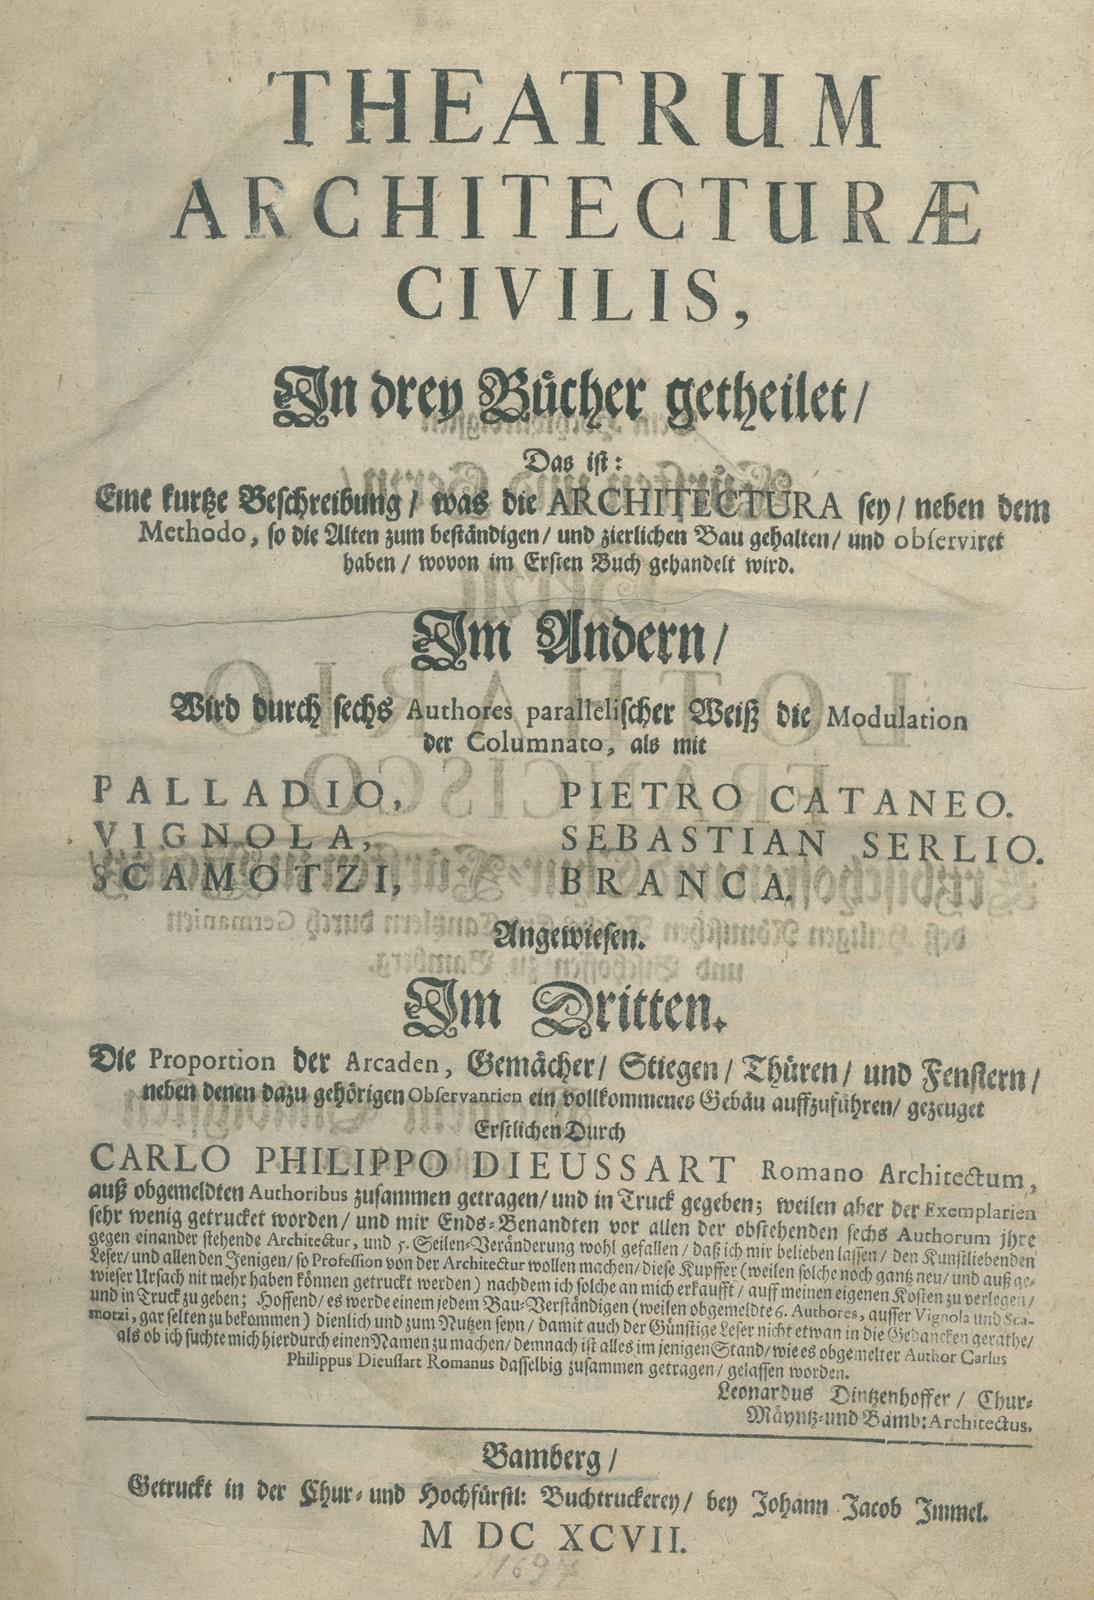 THEATRUM
ARCHITECTURÆ
CIVILIS,
In drey Bücher getheilet/
Das ist:
Eine kurtze Beschreibung/ was die ARCHITECTURA sey/ neben dem
Methodo, so die Alten zum beständigen/ und zierlichen Bau gehalten/ und observiret
haben/ wovon im Ersten Buch gehandelt wird.
Im Andern/
Wird durch sechs Authores parallelischer Weiß die Modulation
der Columnato, als mit
PALLADIO, PIETRO CATANEO.
VIGNOLA, SEBASTIAN SERLIO.
SCAMOTZI, BRANCA.
Angewiesen.
Im Dritten.
Die Proportion der Arcaden, Gemächer/ Stiegen/ Thüren/ und Fenstern/
neben denen dazu gehörigen Observantien ein vollkommenes Gebäu auffzuführen/ gezeuget
Erstlichen Durch
CARLO PHILIPPO DIEUSSART Romano Architectum,
auß obgemeldten Authoribus zusammen getragen/ und in Truck gegeben; weilen aber der Exemplarien
sehr wenig getrucket worden/ und mir Ends-Benandten vor allen der obstehenden sechs Authorum ihre
gegen einander stehende Architectur, und 5. Seilen-Veränderung wohl gefallen/ daß ich mir belieben lassen/ den Kunstliebenden
Leser/ und allen den Jenigen/ so Profession von der Architectur wollen machen/ diese Kupffer (weilen solche noch gantz neu/ und auß ge-
wieser Ursach nit mehr haben können getruckt werden) nachdem ich solche an mich erkaufft/ auff meinen eigenen Kosten zu verlegen/
und in Truck zu geben; Hoffend/ es werde einem jedem Bau-Verständigen (weilen obgemeldte 6. Authores, ausser Vignola und Sca-
motzi, gar selten zu bekommen) dienlich und zum Nutzen seyn/ damit auch der Günstige Leser nicht etwan in die Gedancken gerathe/
als ob ich suchte mich hierdurch einen Namen zu machen/ demnach ist alles im jenigen Stand/ wie es obgemelter Author Carlus
Philippus Dieussart Romanus dasselbig zusammen getragen/ gelassen worden.
Leonardus Dintzenhoffer/ Chur-
Mäyntz-und Bamb: Architectus.
Bamberg/
Getruckt in der Chur- und Hochfürstl: Buchtruckerey/ bey Johann Jacob Immel.
M DC XCVII.
1697